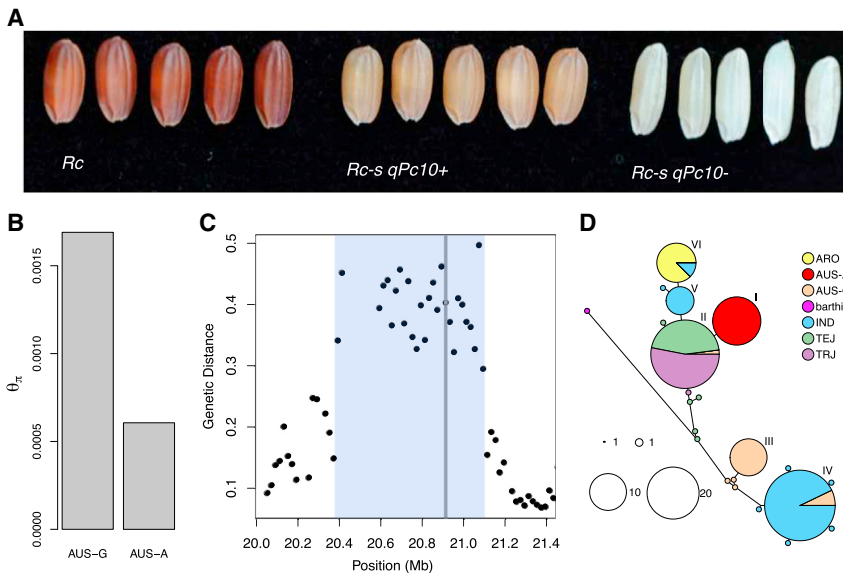 A
Rc
Rc-s qPc10+
Rc-s qPc10-
B
θπ
0.0015
0.0010
0.0005
0.0000
AUS−G
AUS−A
C
Genetic Distance
0.5
0.4
0.3
0.2
0.1
20.0 20.2 20.4 20.6 20.8 21.0 21.2 21.4
Position (Mb)
D
VI
V
II
I
III
IV
1 1
10 20
ARO
AUS-
AUS-
barthi
IND
TEJ
TRJ